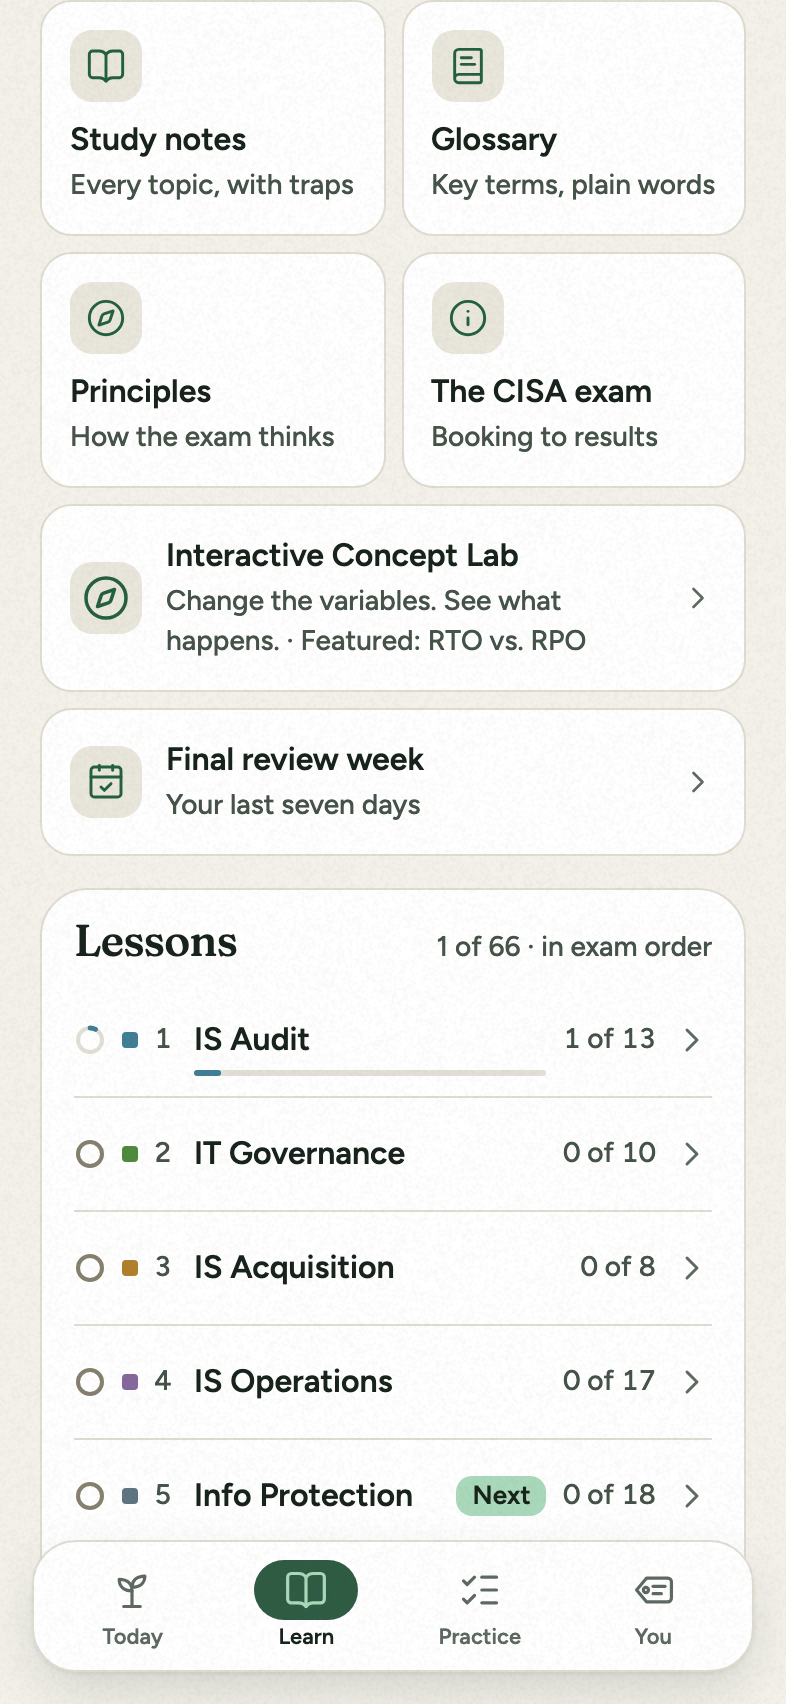 Study notes
Every topic, with traps
Glossary
Key terms, plain words
Principles
How the exam thinks
The CISA exam
Booking to results
Interactive Concept Lab
Change the variables. See what
happens. · Featured: RTO vs. RPO
Final review week
Your last seven days
Lessons
1 of 66 · in exam order
1 IS Audit 1 of 13
2 IT Governance 0 of 10
3 IS Acquisition 0 of 8
4 IS Operations 0 of 17
5 Info Protection Next 0 of 18
Today
Learn
Practice
You